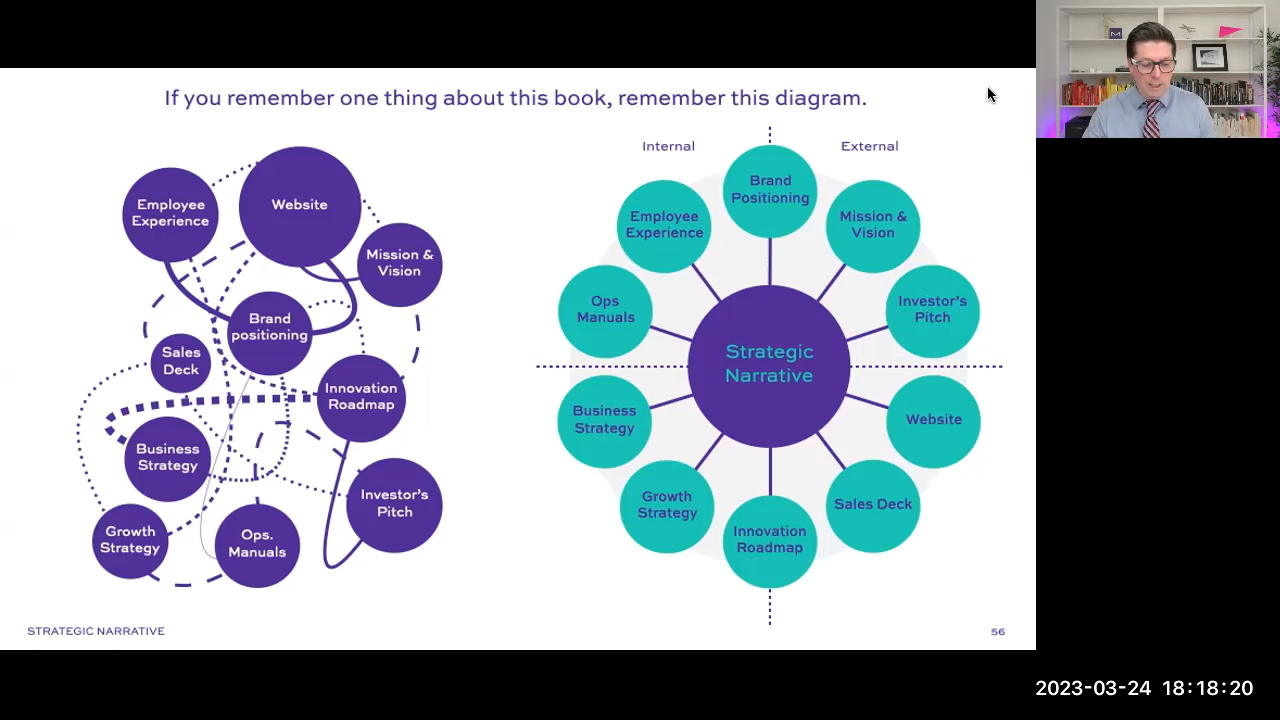 If you remember one thing about this book, remember this diagram.
Employee
Experience
Website
Mission &
Vision
Brand
positioning
Sales
Deck
Innovation
Roadmap
Business
Strategy
Investor's
Pitch
Growth
Strategy
Ops.
Manuals
Internal
External
Brand
Positioning
Employee
Experience
Mission &
Vision
Ops
Manuals
Investor's
Pitch
Strategic
Narrative
Business
Strategy
Website
Growth
Strategy
Sales Deck
Innovation
Roadmap
STRATEGIC NARRATIVE
56
2023-03-24 18:18:20